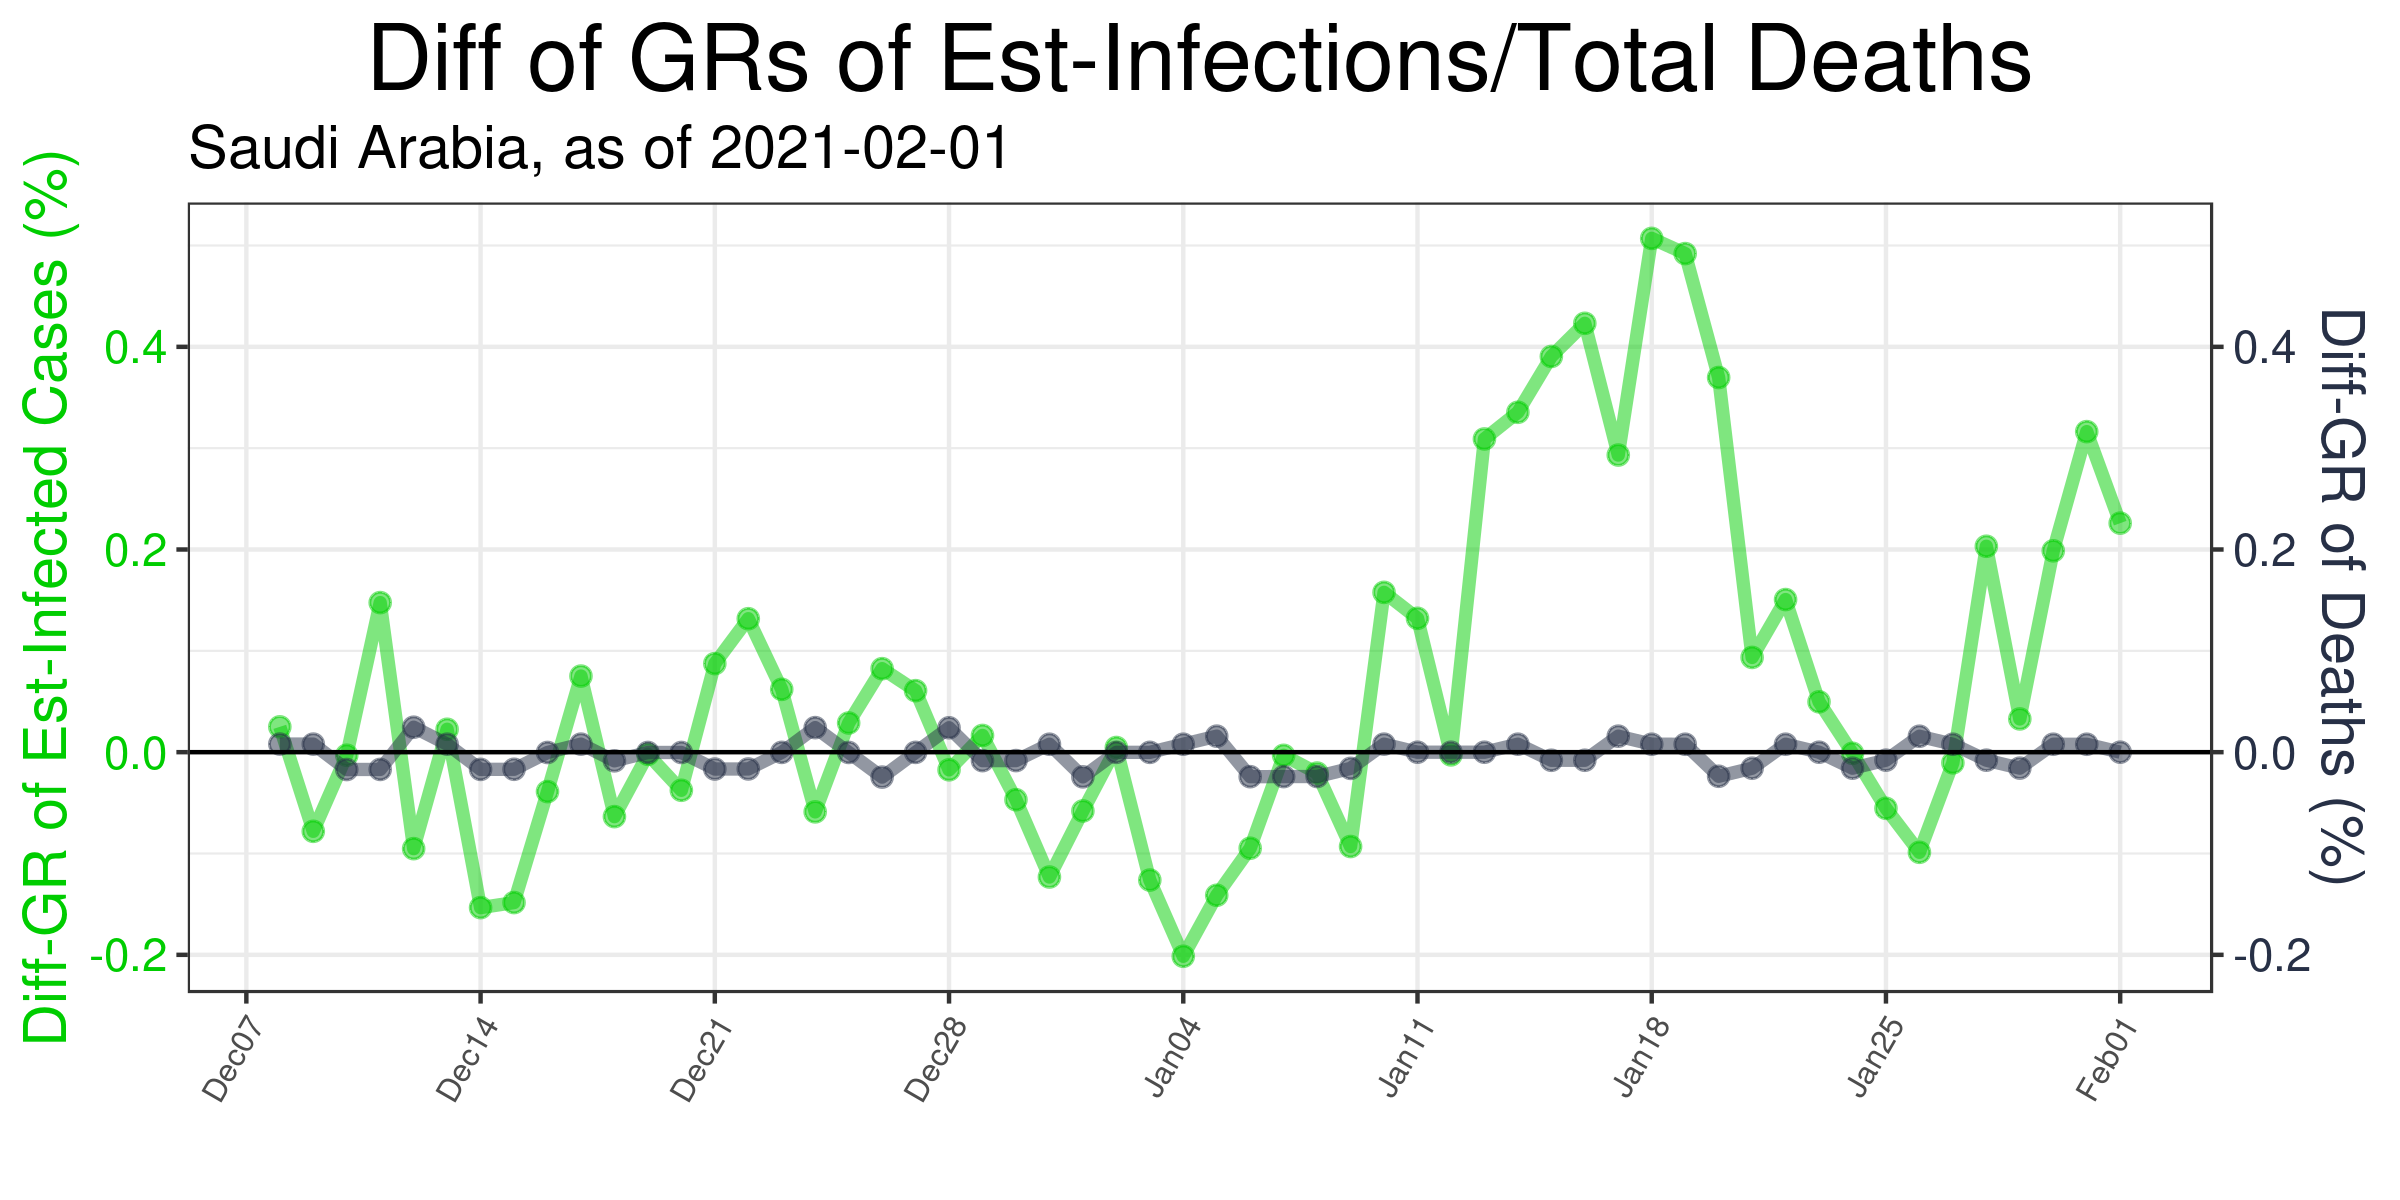 Diff of GRs of Est-Infections/Total Deaths
Saudi Arabia, as of 2021-02-01
Diff-GR of Est-Infected Cases (%)
0.4
0.2
0.0
-0.2
0.4
0.2
0.0
-0.2
Diff-GR of Deaths (%)
Dec07
Dec14
Dec21
Dec28
Jan04
Jan11
Jan18
Jan25
Feb01